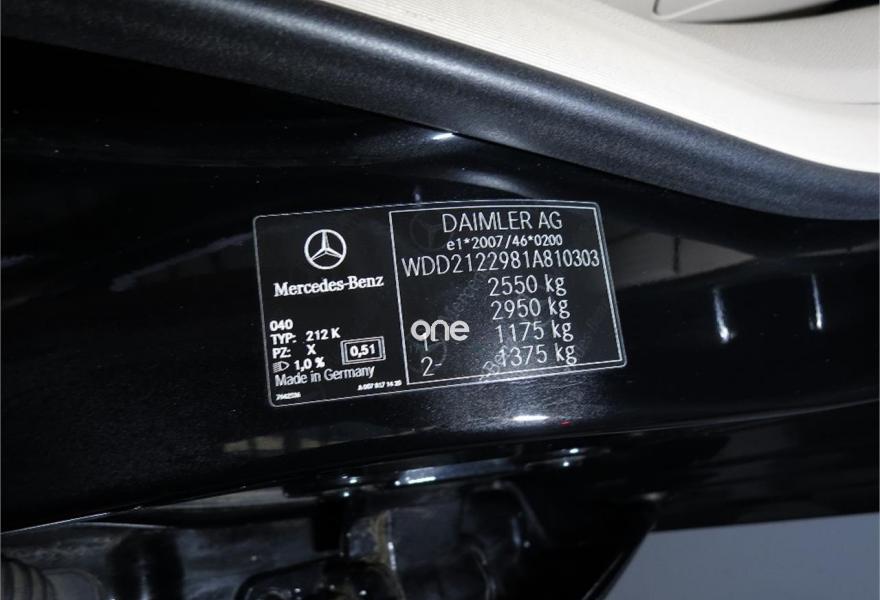 Mercedes-Benz
040
TYP: 212 K
PZ: X
0,51
1,0 %
Made in Germany
DAIMLER AG
e1*2007/46*0200
WDD2122981A810303
2550 kg
2950 kg
1175 kg
2- 1375 kg
one